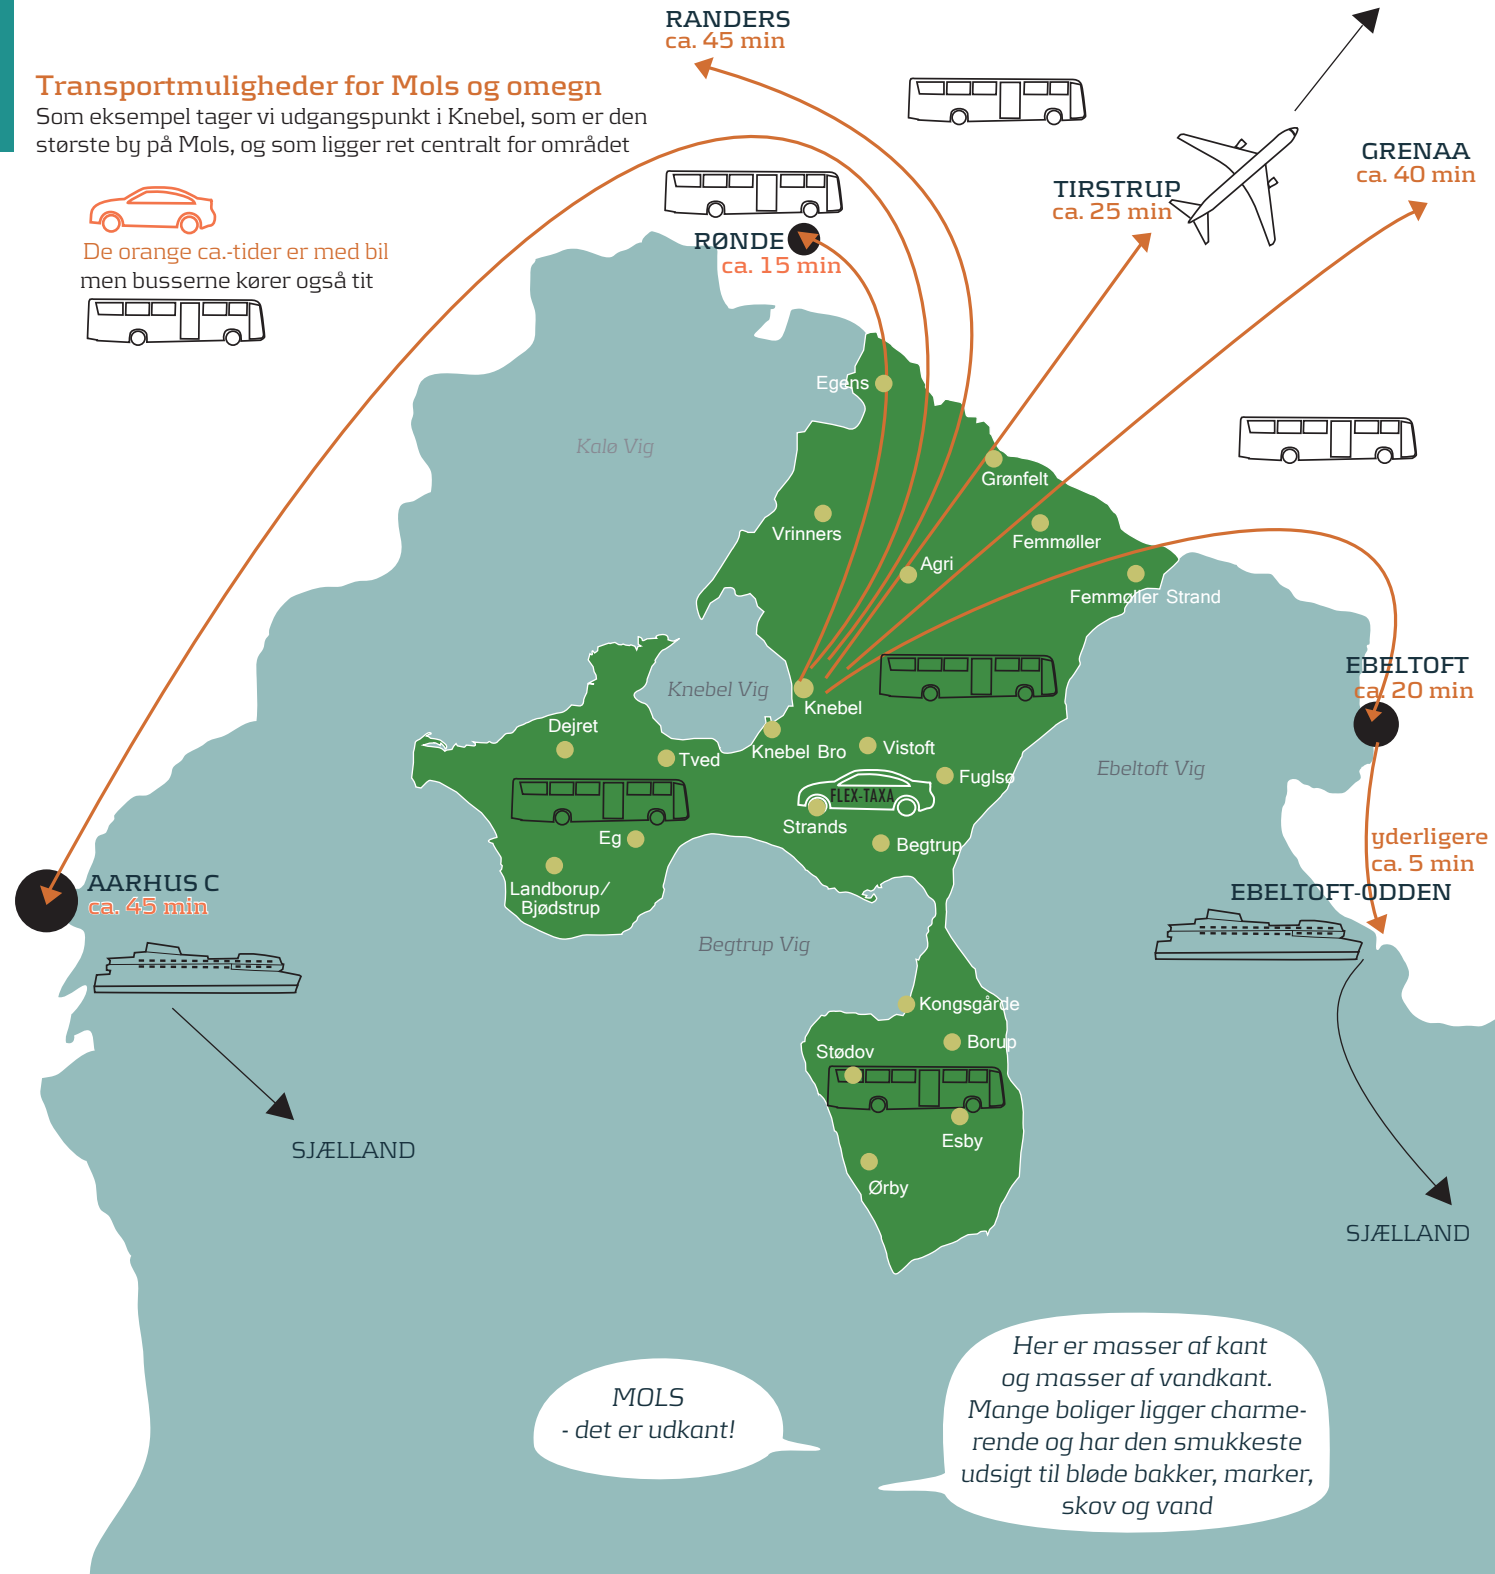 RANDERS
ca. 45 min
Transportmuligheder for Mols og omegn
Som eksempel tager vi udgangspunkt i Knebel, som er den
største by på Mols, og som ligger ret centralt for området
De orange ca.-tider er med bil
men busserne kører også tit
RØNDE
ca. 15 min
TIRSTRUP
ca. 25 min
GRENAA
ca. 40 min
Egens
Kalø Vig
Grønfelt
Vrinners
Femmøller
Agri
Femmøller Strand
EBELTOFT
ca. 20 min
Knebel Vig
Knebel
Dejret
Knebel Bro
Vistoft
Tved
Fuglsø
Ebeltoft Vig
FLEX-TAXA
Strands
Eg
Begtrup
yderligere
ca. 5 min
EBELTOFT-ODDEN
AARHUS C
ca. 45 min
Landborup/
Bjødstrup
Begtrup Vig
Kongsgårde
Borup
Stødov
Esby
Ørby
SJÆLLAND
SJÆLLAND
MOLS
- det er udkant!
Her er masser af kant
og masser af vandkant.
Mange boliger ligger charme-
rende og har den smukkeste
udsigt til bløde bakker, marker,
skov og vand